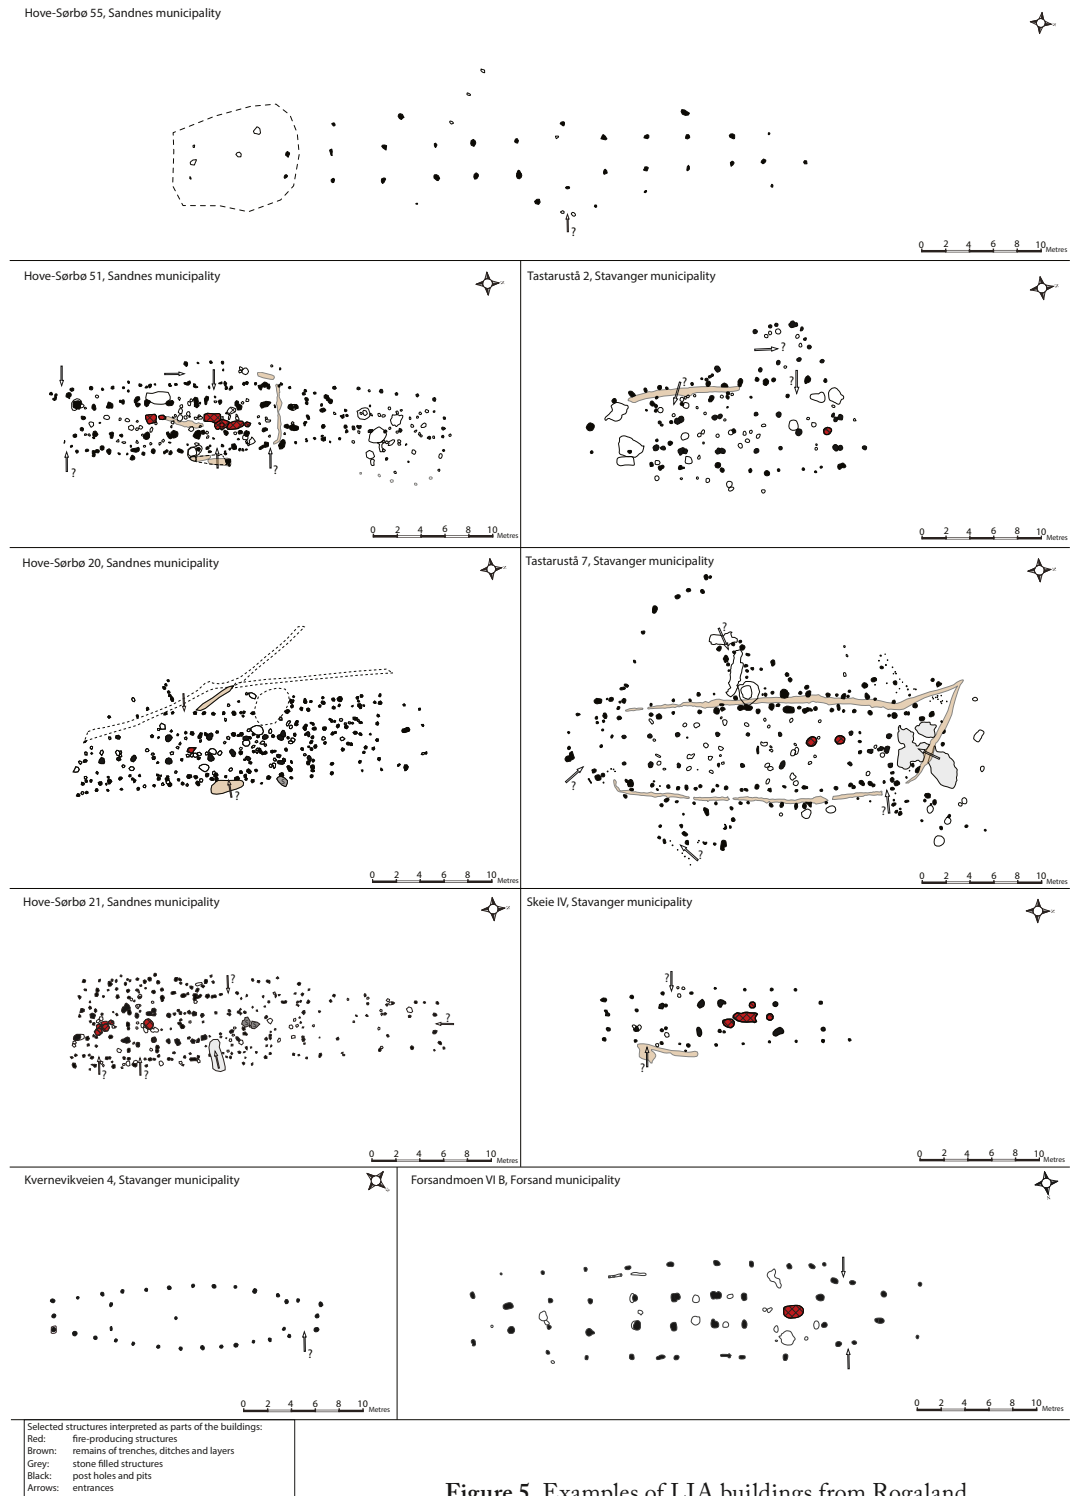 Hove-Sørbø 55, Sandnes municipality
?
0 2 4 6 8 10 Metres
Hove-Sørbø 51, Sandnes municipality
? ?
0 2 4 6 8 10 Metres
Tastarustå 2, Stavanger municipality
?
? ?
0 2 4 6 8 10 Metres
Hove-Sørbø 20, Sandnes municipality
?
0 2 4 6 8 10 Metres
Tastarustå 7, Stavanger municipality
?
?
?
?
0 2 4 6 8 10 Metres
Hove-Sørbø 21, Sandnes municipality
?
?
? ?
0 2 4 6 8 10 Metres
Skeie IV, Stavanger municipality
?
?
0 2 4 6 8 10 Metres
Kvernevikveien 4, Stavanger municipality
?
0 2 4 6 8 10 Metres
Forsandmoen VI B, Forsand municipality
0 2 4 6 8 10 Metres
Selected structures interpreted as parts of the buildings:
Red: fire-producing structures
Brown: remains of trenches, ditches and layers
Grey: stone filled structures
Black: post holes and pits
Arrows: entrances
Figure 5. Examples of LIA buildings from Rogaland